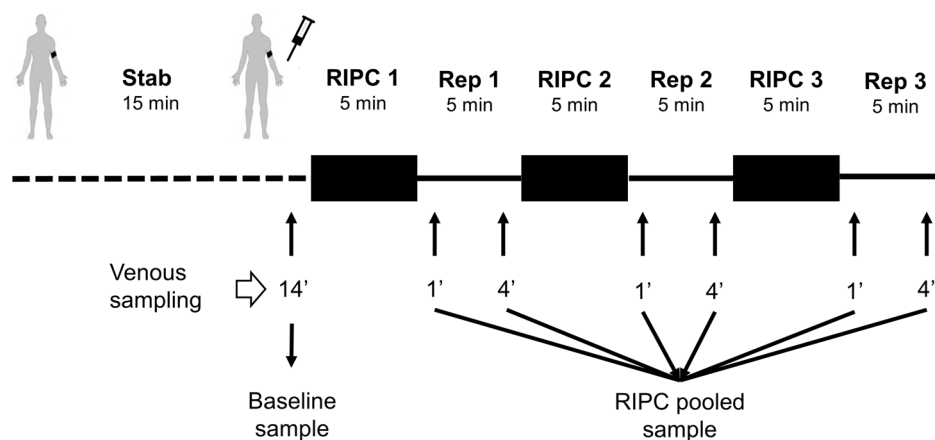 Stab
15 min
RIPC 1
5 min
Rep 1
5 min
RIPC 2
5 min
Rep 2
5 min
RIPC 3
5 min
Rep 3
5 min
Venous
sampling
14’
1’
4’
1’
4’
1’
4’
Baseline
sample
RIPC pooled
sample